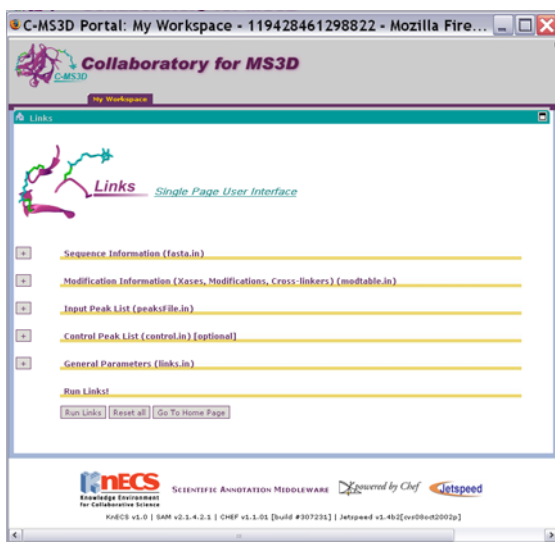 C-MS3D Portal: My Workspace - 119428461298822 - Mozilla Fire...
C-MS3D
Collaboratory for MS3D
My Workspace
Links
Links Single Page User Interface
+ Sequence Information (fasta.in)
+ Modification Information (Xases, Modifications, Cross-linkers) (modtable.in)
+ Input Peak List (peaksFile.in)
+ Control Peak List (control.in) [optional]
+ General Parameters (links.in)
Run Links!
Run Links Reset all Go To Home Page
KnECS
Knowledge Environment
for Collaborative Science
SCIENTIFIC ANNOTATION MIDDLEWARE
powered by Chef
Jetspeed
KnECS v1.0 | SAM v2.1.4.2.1 | CHEF v1.1.01 [build #307231] | Jetspeed v1.4b2[cvs08oct2002p]